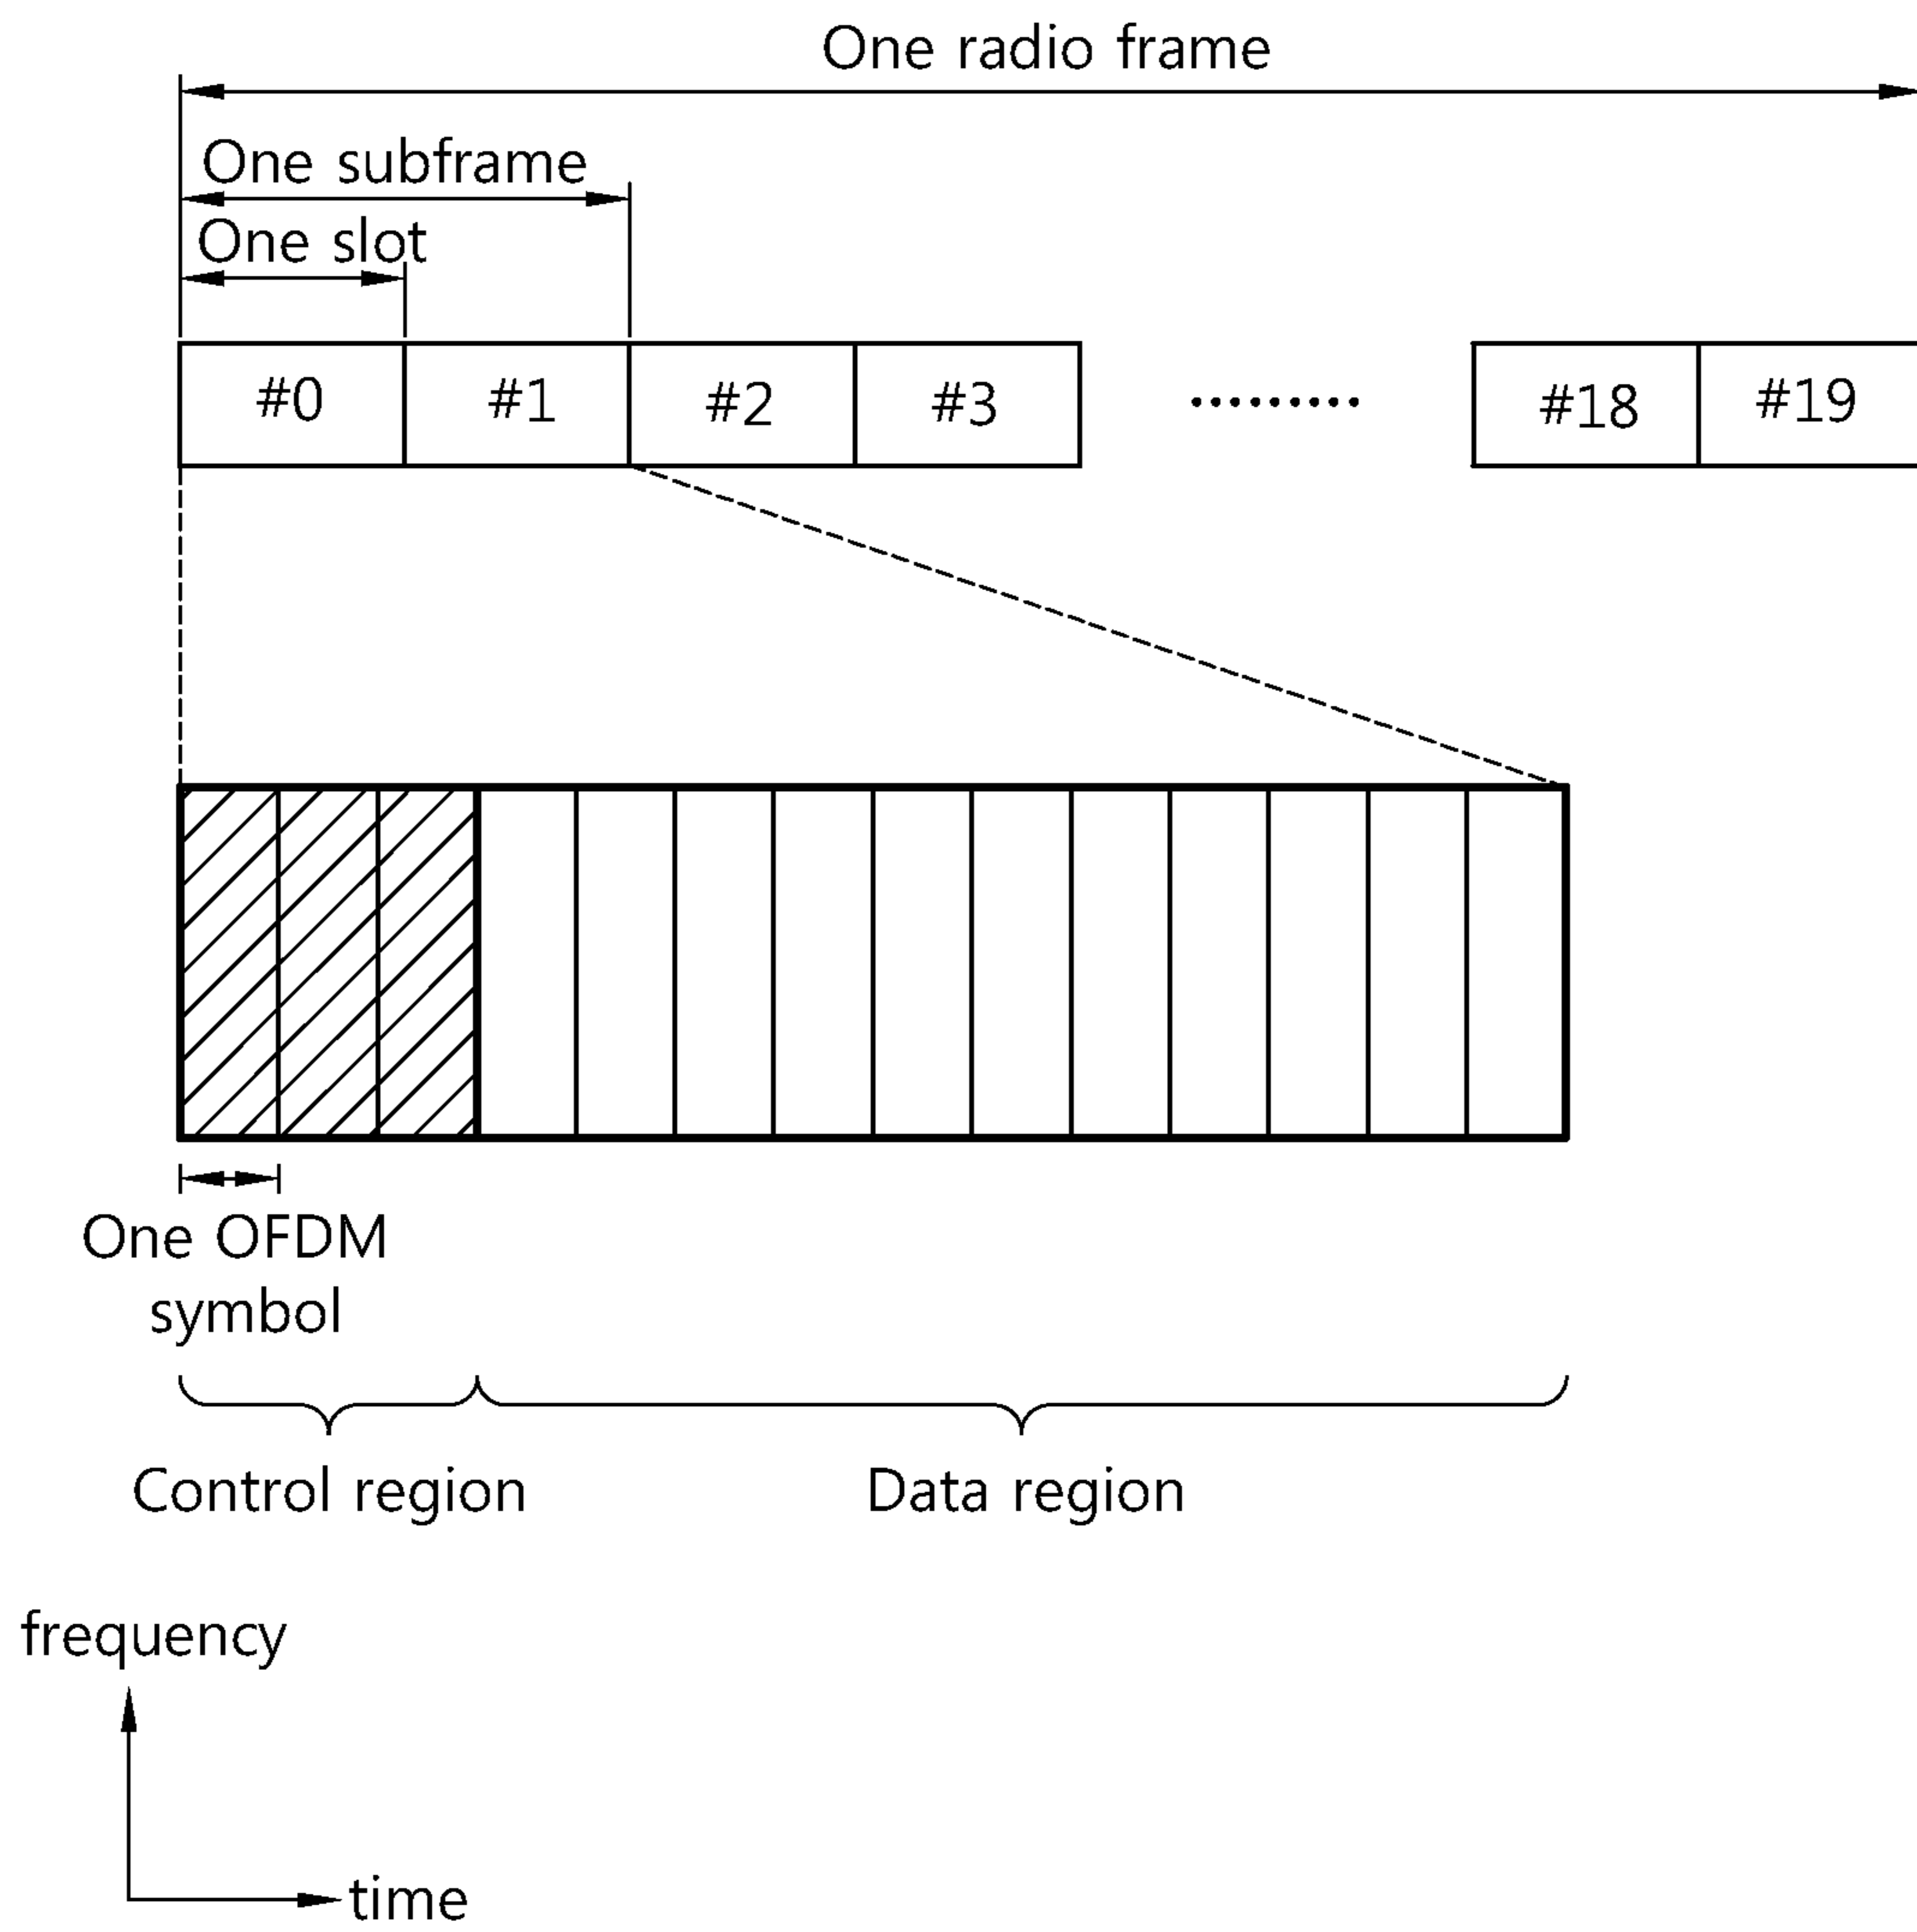 One radio frame
One subframe
One slot
#0 #1 #2 #3 ......... #18 #19
One OFDM
symbol
Control region Data region
frequency
time